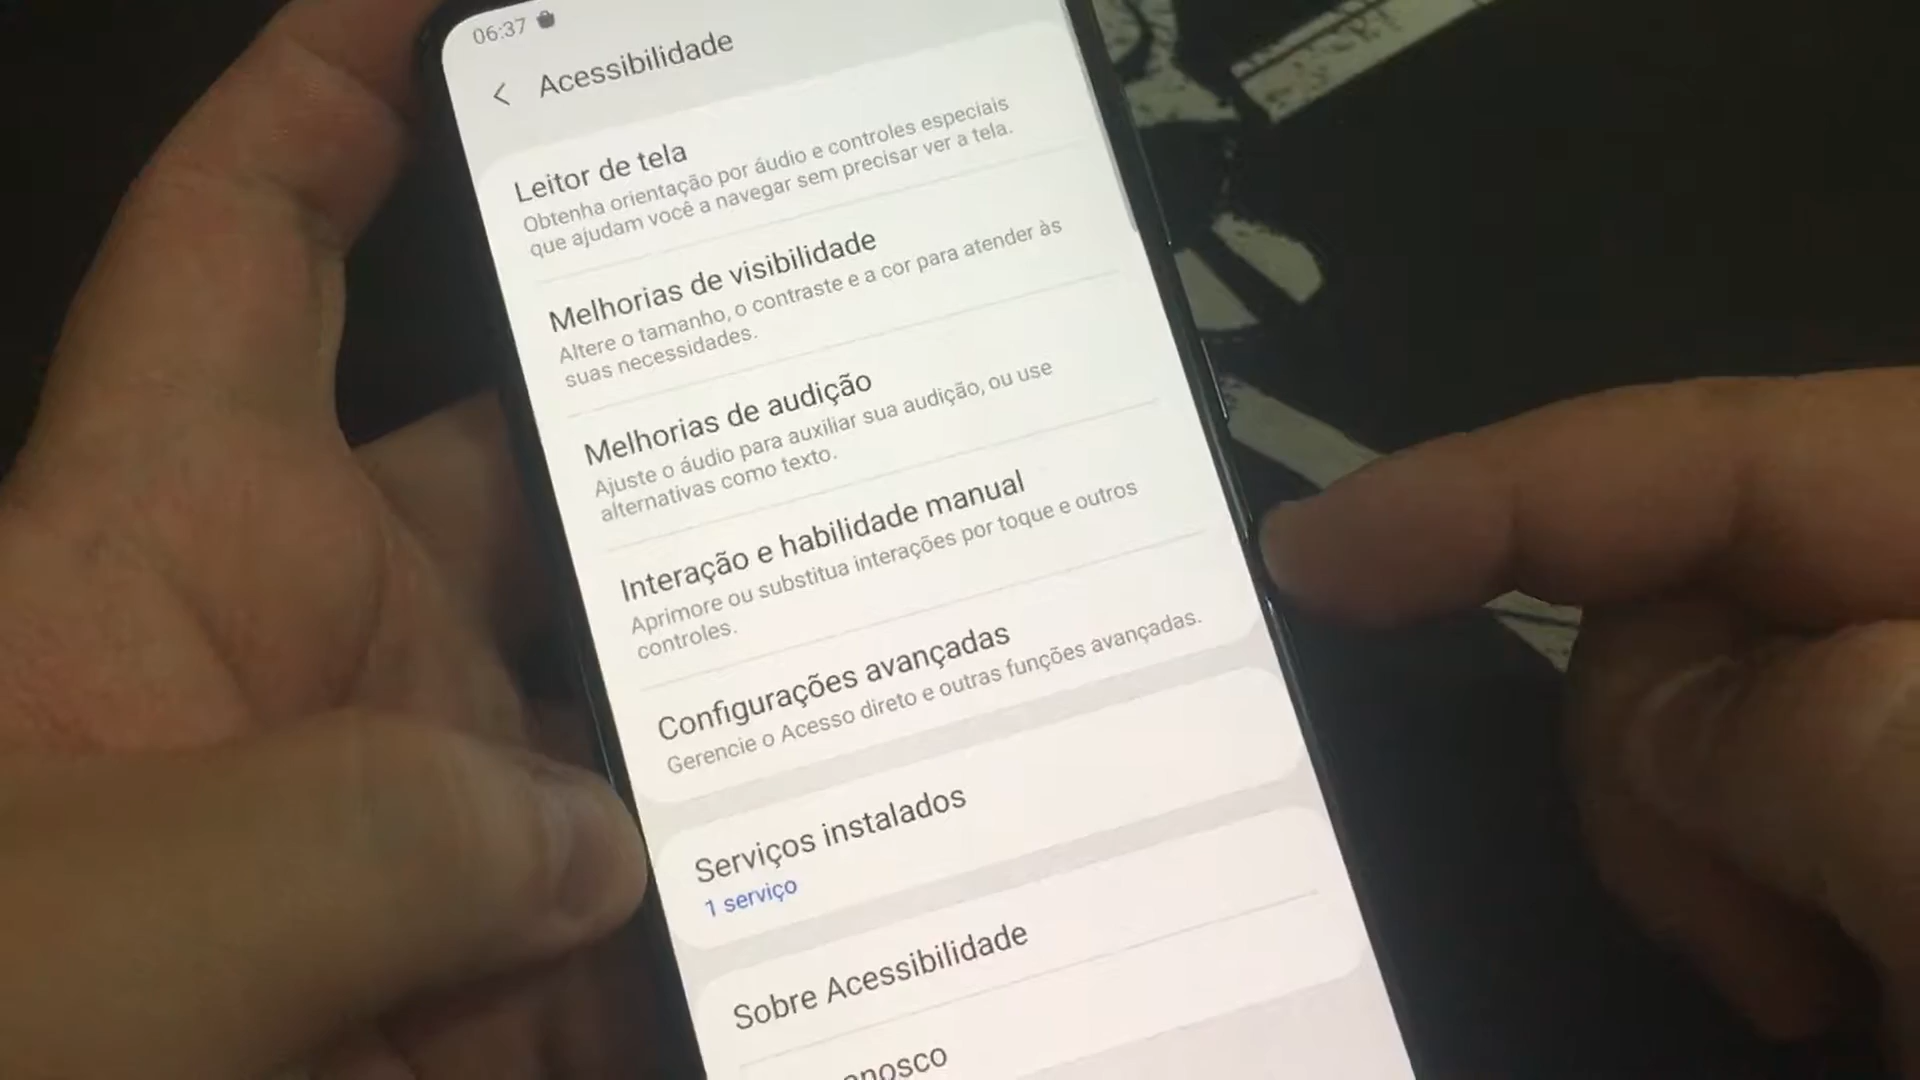 06:37
Acessibilidade
Leitor de tela
Obtenha orientação por áudio e controles especiais
que ajudam você a navegar sem precisar ver a tela.
Melhorias de visibilidade
Altere o tamanho, o contraste e a cor para atender às
suas necessidades.
Melhorias de audição
Ajuste o áudio para auxiliar sua audição, ou use
alternativas como texto.
Interação e habilidade manual
Aprimore ou substitua interações por toque e outros
controles.
Configurações avançadas
Gerencie o Acesso direto e outras funções avançadas.
Serviços instalados
1 serviço
Sobre Acessibilidade